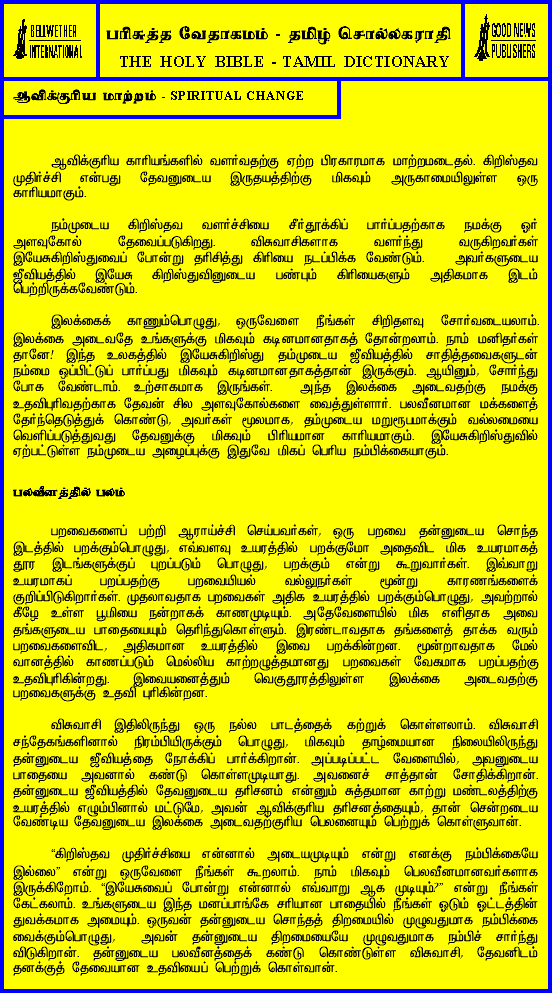 BELLWETHER
INTERNATIONAL
பரிசுத்த வேதாகமம் - தமிழ் சொல்லகராதி
THE HOLY BIBLE - TAMIL DICTIONARY
GOOD NEWS
PUBLISHERS
ஆவிக்குரிய மாற்றம் - SPIRITUAL CHANGE
ஆவிக்குரிய காரியங்களில் வளர்வதற்கு ஏற்ற பிரகாரமாக மாற்றமடைதல். கிறிஸ்தவ
முதிர்ச்சி என்பது தேவனுடைய இருதயத்திற்கு மிகவும் அருகாமையிலுள்ள ஒரு
காரியமாகும்.
நம்முடைய கிறிஸ்தவ வளர்ச்சியை சீர்தூக்கிப் பார்ப்பதற்காக நமக்கு ஓர்
அளவுகோல் தேவைப்படுகிறது. விசுவாசிகளாக வளர்ந்து வருகிறவர்கள்
இயேசுகிறிஸ்துவைப் போன்று தரிசித்து கிரியை நடப்பிக்க வேண்டும். அவர்களுடைய
ஜீவியத்தில் இயேசு கிறிஸ்துவினுடைய பண்பும் கிரியைகளும் அதிகமாக இடம்
பெற்றிருக்கவேண்டும்.
இலக்கைக் காணும்பொழுது, ஒருவேளை நீங்கள் சிறிதளவு சோர்வடையலாம்.
இலக்கை அடைவதே உங்களுக்கு மிகவும் கடினமானதாகத் தோன்றலாம். நாம் மனிதர்கள்
தானே! இந்த உலகத்தில் இயேசுகிறிஸ்து தம்முடைய ஜீவியத்தில் சாதித்தவைகளுடன்
நம்மை ஒப்பிட்டுப் பார்ப்பது மிகவும் கடினமானதாகத்தான் இருக்கும். ஆயினும், சோர்ந்து
போக வேண்டாம். உற்சாகமாக இருங்கள். அந்த இலக்கை அடைவதற்கு நமக்கு
உதவிபுரிவதற்காக தேவன் சில அளவுகோல்களை வைத்துள்ளார். பலவீனமான மக்களைத்
தேர்ந்தெடுத்துக் கொண்டு, அவர்கள் மூலமாக, தம்முடைய மறுரூபமாக்கும் வல்லமையை
வெளிப்படுத்துவது தேவனுக்கு மிகவும் பிரியமான காரியமாகும். இயேசுகிறிஸ்துவில்
ஏற்பட்டுள்ள நம்முடைய அழைப்புக்கு இதுவே மிகப் பெரிய நம்பிக்கையாகும்.
பலவீனத்தில் பலம்
பறவைகளைப் பற்றி ஆராய்ச்சி செய்பவர்கள், ஒரு பறவை தன்னுடைய சொந்த
இடத்தில் பறக்கும்பொழுது, எவ்வளவு உயரத்தில் பறக்குமோ அதைவிட மிக உயரமாகத்
தூர இடங்களுக்குப் புறப்படும் பொழுது, பறக்கும் என்று கூறுவார்கள். இவ்வாறு
உயரமாகப் பறப்பதற்கு பறவையியல் வல்லுநர்கள் மூன்று காரணங்களைக்
குறிப்பிடுகிறார்கள். முதலாவதாக பறவைகள் அதிக உயரத்தில் பறக்கும்பொழுது, அவற்றால்
கீழே உள்ள பூமியை நன்றாகக் காணமுடியும். அதேவேளையில் மிக எளிதாக அவை
தங்களுடைய பாதையையும் தெரிந்துகொள்ளும். இரண்டாவதாக தங்களைத் தாக்க வரும்
பறவைகளைவிட, அதிகமான உயரத்தில் இவை பறக்கின்றன. மூன்றாவதாக மேல்
வானத்தில் காணப்படும் மெல்லிய காற்றழுத்தமானது பறவைகள் வேகமாக பறப்பதற்கு
உதவிபுரிகின்றது. இவையனைத்தும் வெகுதூரத்திலுள்ள இலக்கை அடைவதற்கு
பறவைகளுக்கு உதவி புரிகின்றன.
விசுவாசி இதிலிருந்து ஒரு நல்ல பாடத்தைக் கற்றுக் கொள்ளலாம். விசுவாசி
சந்தேகங்களினால் நிரம்பியிருக்கும் பொழுது, மிகவும் தாழ்மையான நிலையிலிருந்து
தன்னுடைய ஜீவியத்தை நோக்கிப் பார்க்கிறான். அப்படிப்பட்ட வேளையில், அவனுடைய
பாதையை அவனால் கண்டு கொள்ளமுடியாது. அவனைச் சாத்தான் சோதிக்கிறான்.
தன்னுடைய ஜீவியத்தில் தேவனுடைய தரிசனம் என்னும் சுத்தமான காற்று மண்டலத்திற்கு
உயரத்தில் எழும்பினால் மட்டுமே, அவன் ஆவிக்குரிய தரிசனத்தையும், தான் சென்றடைய
வேண்டிய தேவனுடைய இலக்கை அடைவதற்குரிய பெலனையும் பெற்றுக் கொள்ளுவான்.
“கிறிஸ்தவ முதிர்ச்சியை என்னால் அடையமுடியும் என்று எனக்கு நம்பிக்கையே
இல்லை” என்று ஒருவேளை நீங்கள் கூறலாம். நாம் மிகவும் பெலவீனமானவர்களாக
இருக்கிறோம். “இயேசுவைப் போன்று என்னால் எவ்வாறு ஆக முடியும்?” என்று நீங்கள்
கேட்கலாம். உங்களுடைய இந்த மனப்பாங்கே சரியான பாதையில் நீங்கள் ஓடும் ஓட்டத்தின்
துவக்கமாக அமையும். ஒருவன் தன்னுடைய சொந்தத் திறமையில் முழுவதுமாக நம்பிக்கை
வைக்கும்பொழுது, அவன் தன்னுடைய திறமையையே முழுவதுமாக நம்பிச் சார்ந்து
விடுகிறான். தன்னுடைய பலவீனத்தைக் கண்டு கொண்டுள்ள விசுவாசி, தேவனிடம்
தனக்குத் தேவையான உதவியைப் பெற்றுக் கொள்வான்.